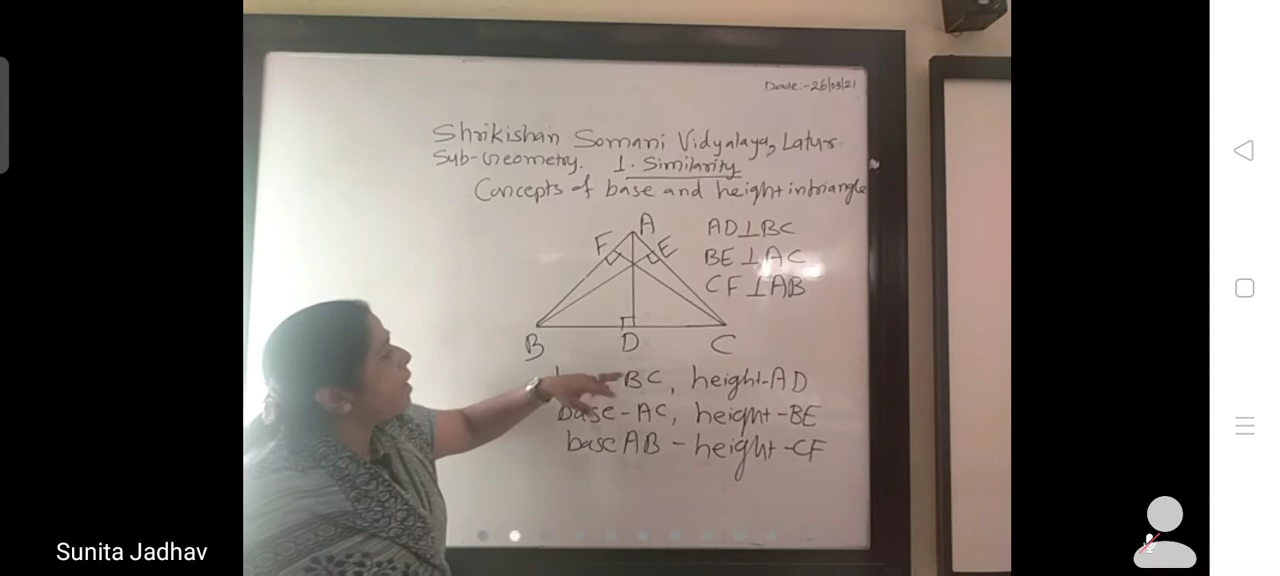 Date:-26/03/21
Shrikishan Somani Vidyalaya, Latur.
Sub-Geometry. 1. Similarity
Concepts of base and height in triangle
A
F E
B D C
AD⊥BC
BE⊥AC
CF⊥AB
BC, height-AD
base-AC, height-BE
base AB - height-CF
Sunita Jadhav